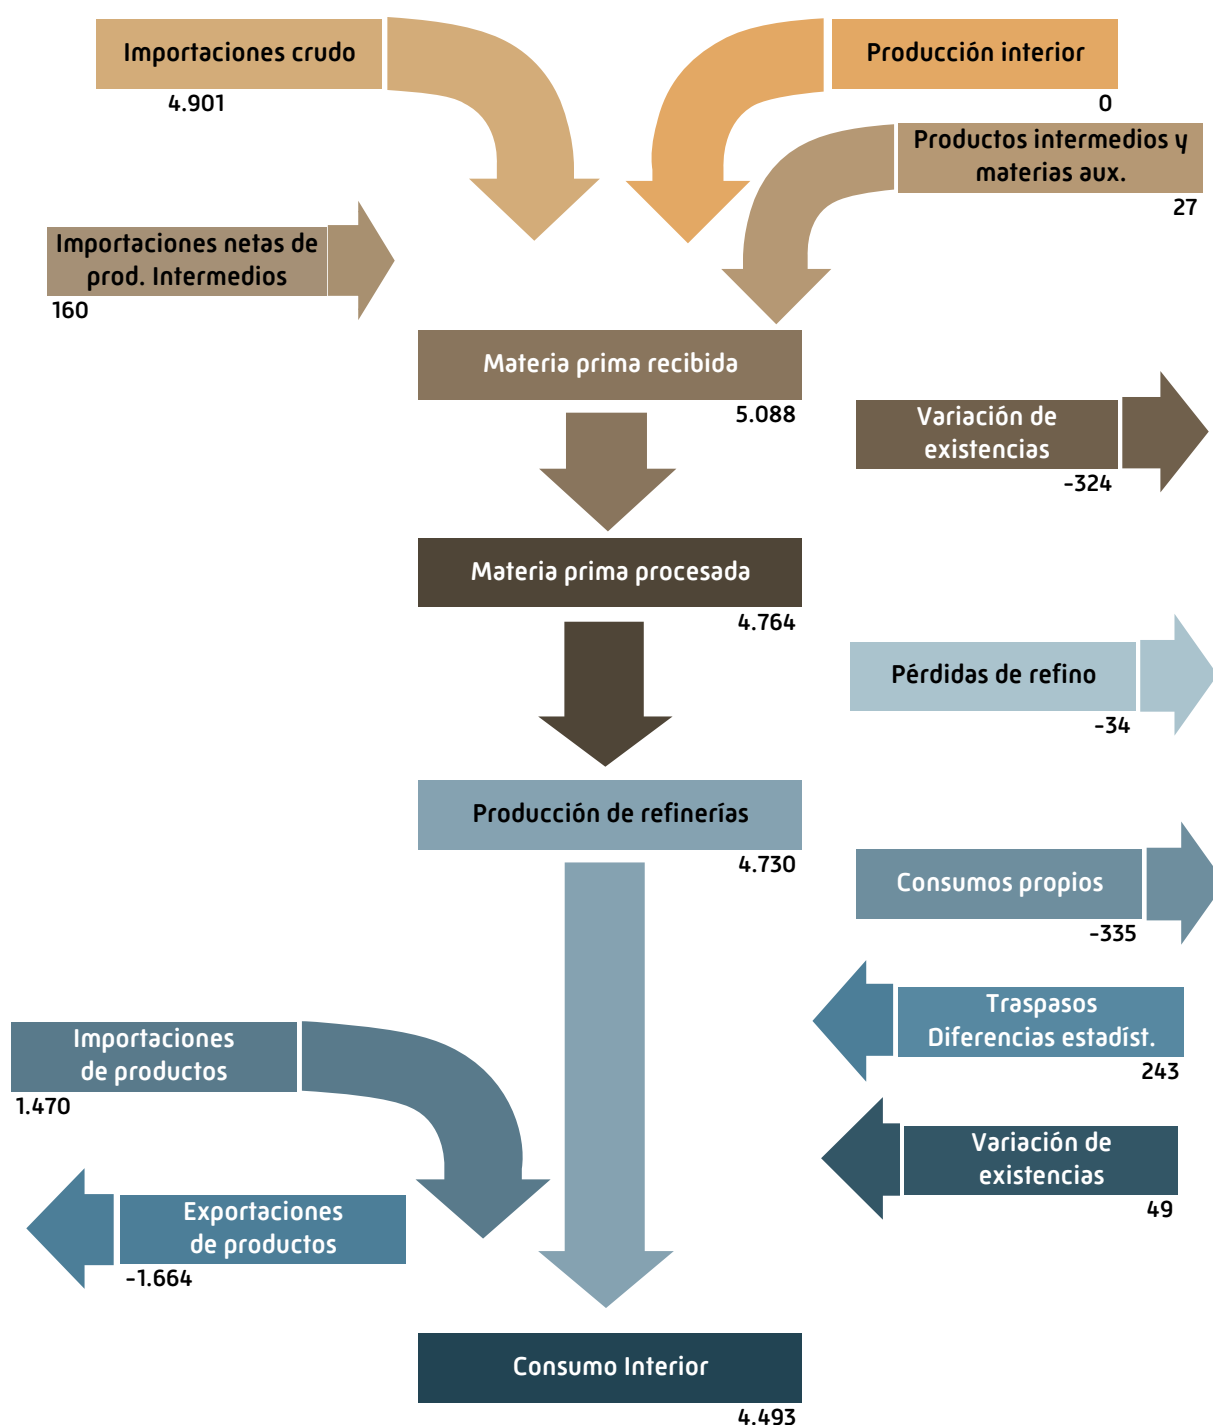 Importaciones crudo
4.901
Producción interior
0
Productos intermedios y
materias aux.
27
Importaciones netas de
prod. Intermedios
160
Materia prima recibida
5.088
Variación de
existencias
-324
Materia prima procesada
4.764
Pérdidas de refino
-34
Producción de refinerías
4.730
Consumos propios
-335
Traspasos
Diferencias estadíst.
243
Importaciones
de productos
1.470
Variación de
existencias
49
Exportaciones
de productos
-1.664
Consumo Interior
4.493